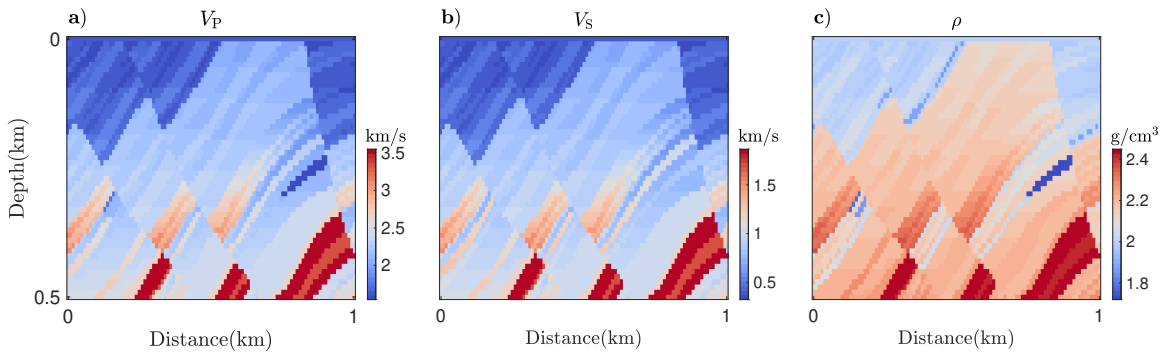 a) V_P b) V_S c) ρ
0
km/s km/s g/cm³
3.5 3 2.5 2
1.5 1 0.5
2.4 2.2 2 1.8
Depth(km)
0.5
0 1 0 1 0 1
Distance(km) Distance(km) Distance(km)